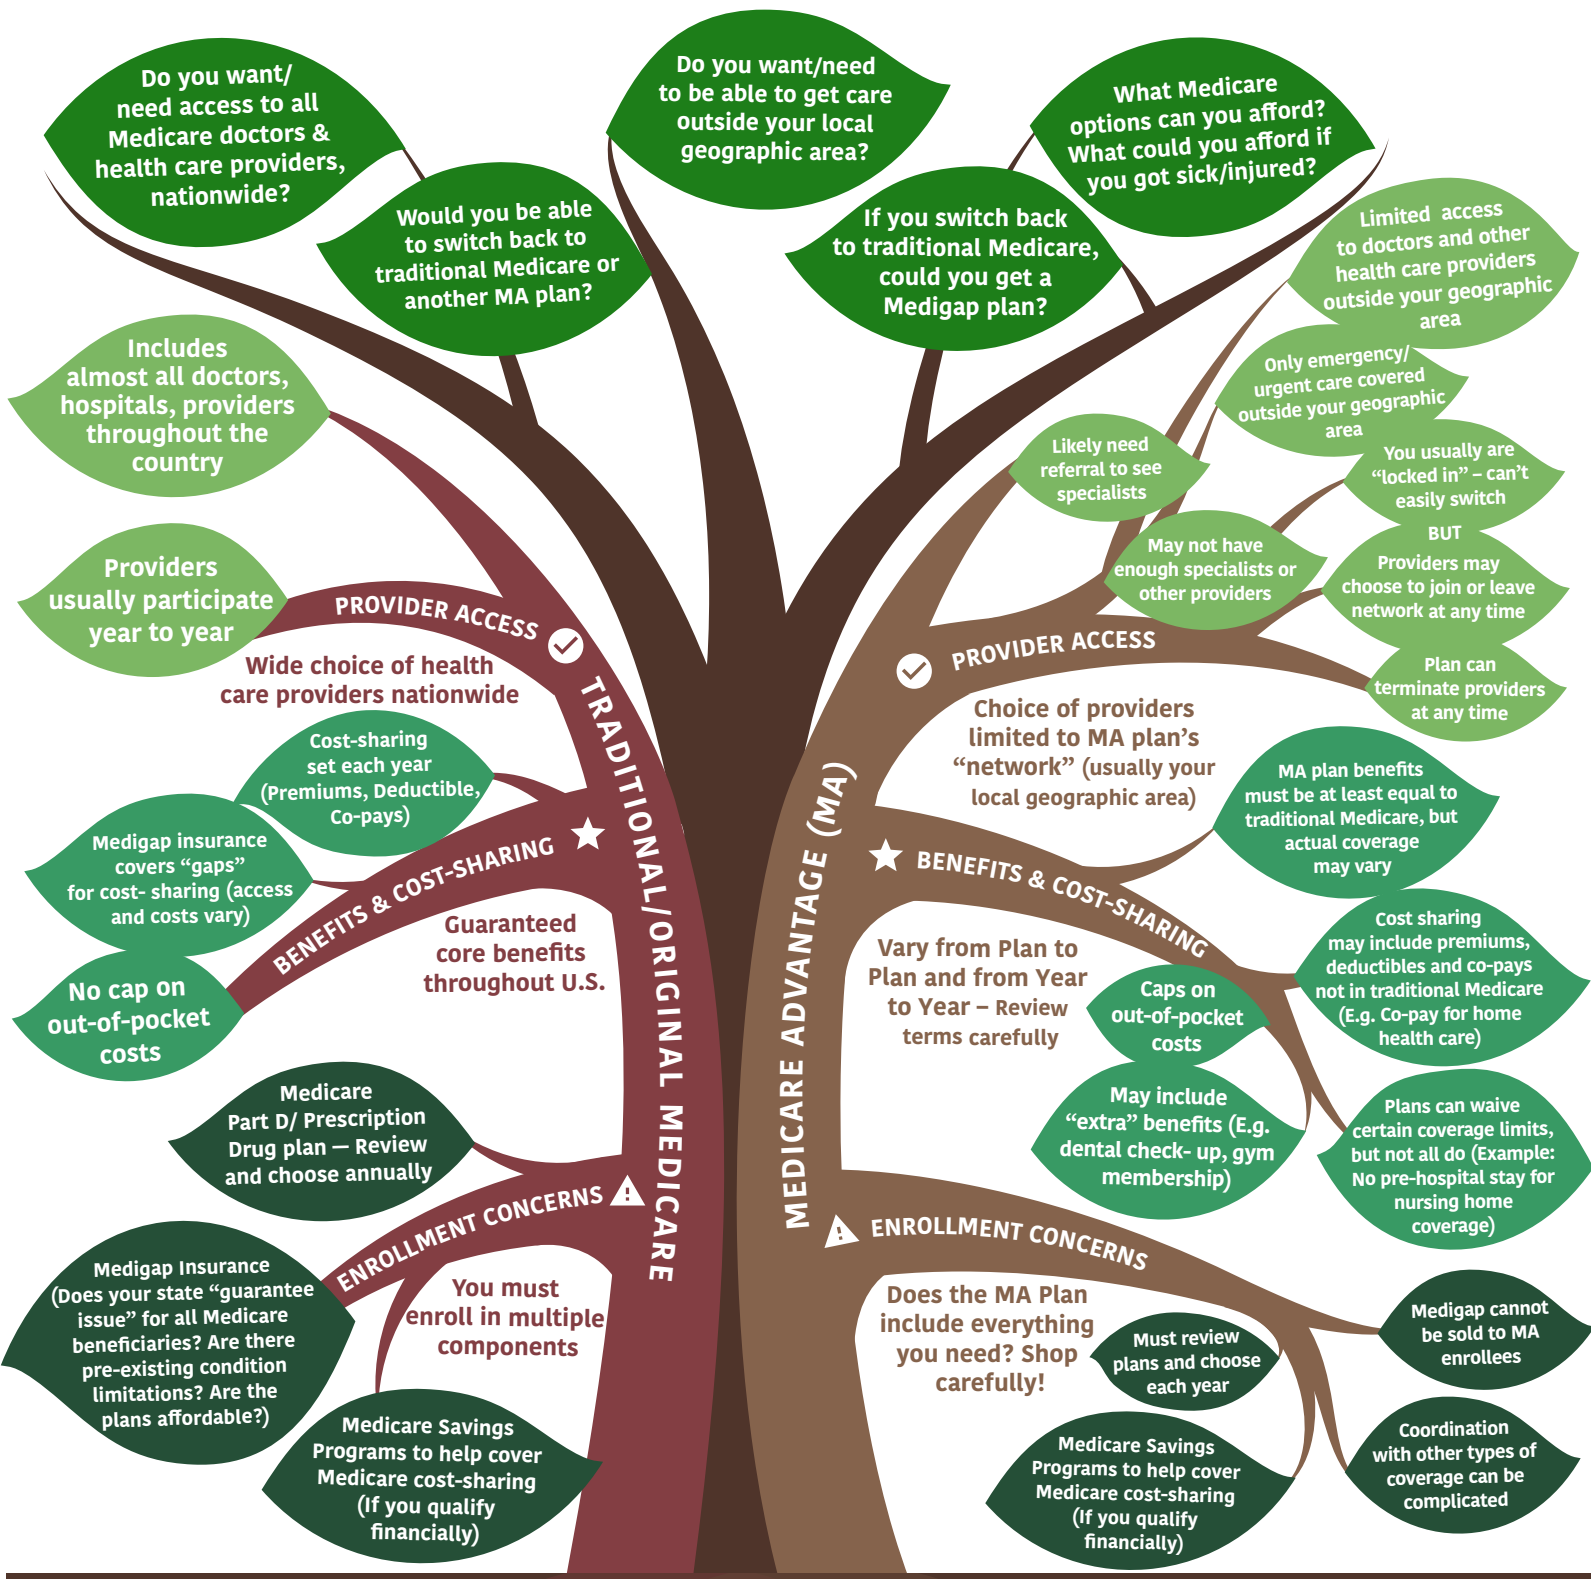 Do you want/
need access to all
Medicare doctors &
health care providers,
nationwide?
Would you be able
to switch back to
traditional Medicare or
another MA plan?
Do you want/need
to be able to get care
outside your local
geographic area?
If you switch back
to traditional Medicare,
could you get a
Medigap plan?
What Medicare
options can you afford?
What could you afford if
you got sick/injured?
TRADITIONAL/ORIGINAL MEDICARE
PROVIDER ACCESS
Wide choice of health
care providers nationwide
Includes
almost all doctors,
hospitals, providers
throughout the
country
Providers
usually participate
year to year
BENEFITS & COST-SHARING
Guaranteed
core benefits
throughout U.S.
Cost-sharing
set each year
(Premiums, Deductible,
Co-pays)
Medigap insurance
covers “gaps”
for cost- sharing (access
and costs vary)
No cap on
out-of-pocket
costs
ENROLLMENT CONCERNS
You must
enroll in multiple
components
Medicare
Part D/ Prescription
Drug plan — Review
and choose annually
Medigap Insurance
(Does your state “guarantee
issue” for all Medicare
beneficiaries? Are there
pre-existing condition
limitations? Are the
plans affordable?)
Medicare Savings
Programs to help cover
Medicare cost-sharing
(If you qualify
financially)
MEDICARE ADVANTAGE (MA)
PROVIDER ACCESS
Choice of providers
limited to MA plan’s
“network” (usually your
local geographic area)
Limited access
to doctors and other
health care providers
outside your geographic
area
Only emergency/
urgent care covered
outside your geographic
area
Likely need
referral to see
specialists
You usually are
“locked in” – can’t
easily switch
BUT
Providers may
choose to join or leave
network at any time
May not have
enough specialists or
other providers
Plan can
terminate providers
at any time
BENEFITS & COST-SHARING
Vary from Plan to
Plan and from Year
to Year – Review
terms carefully
MA plan benefits
must be at least equal to
traditional Medicare, but
actual coverage
may vary
Cost sharing
may include premiums,
deductibles and co-pays
not in traditional Medicare
(E.g. Co-pay for home
health care)
Caps on
out-of-pocket
costs
May include
“extra” benefits (E.g.
dental check- up, gym
membership)
Plans can waive
certain coverage limits,
but not all do (Example:
No pre-hospital stay for
nursing home
coverage)
ENROLLMENT CONCERNS
Does the MA Plan
include everything
you need? Shop
carefully!
Medigap cannot
be sold to MA
enrollees
Must review
plans and choose
each year
Coordination
with other types of
coverage can be
complicated
Medicare Savings
Programs to help cover
Medicare cost-sharing
(If you qualify
financially)